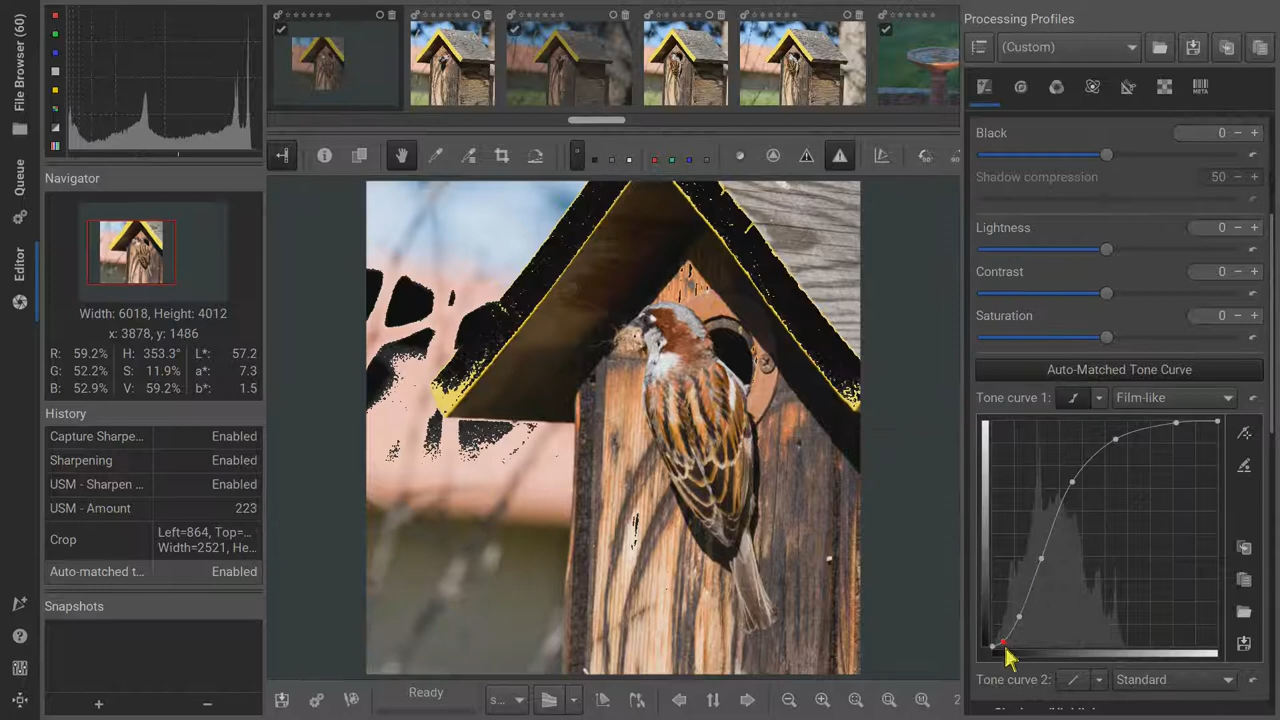 File Browser (60)
Queue
Editor
Navigator
Width: 6018, Height: 4012
x: 3878, y: 1486
R: 59.2% H: 353.3° L*: 57.2
G: 52.2% S: 11.9% a*: 7.3
B: 52.9% V: 59.2% b*: 1.5
History
Capture Sharpe... Enabled
Sharpening Enabled
USM - Sharpen ... Enabled
USM - Amount 223
Crop Left=864, Top=...
Width=2521, He...
Auto-matched t... Enabled
Snapshots
Ready
s...
2
Processing Profiles
(Custom)
META
Black 0
Shadow compression 50
Lightness 0
Contrast 0
Saturation 0
Auto-Matched Tone Curve
Tone curve 1: Film-like
Tone curve 2: Standard